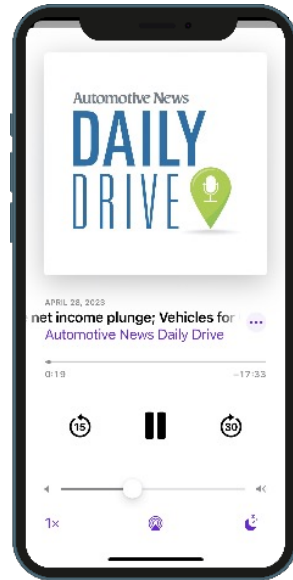 Automotive News
DAILY
DRIVE
APRIL 28, 2023
net income plunge; Vehicles for
Automotive News Daily Drive
0:19 -17:33
15 30
1×